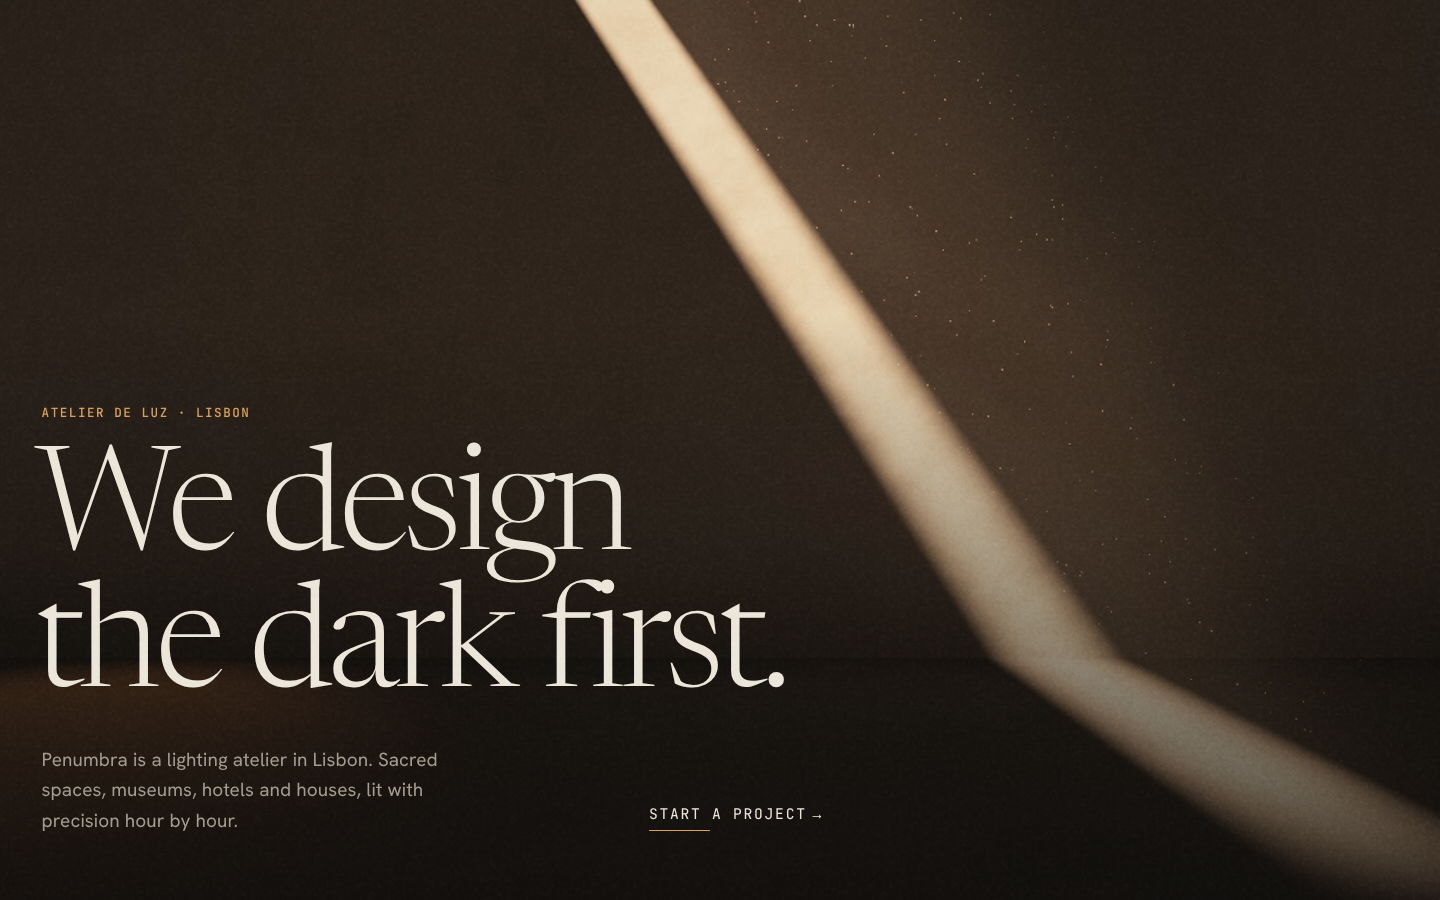 ATELIER DE LUZ · LISBON
We design
the dark first.
Penumbra is a lighting atelier in Lisbon. Sacred
spaces, museums, hotels and houses, lit with
precision hour by hour.
START A PROJECT →